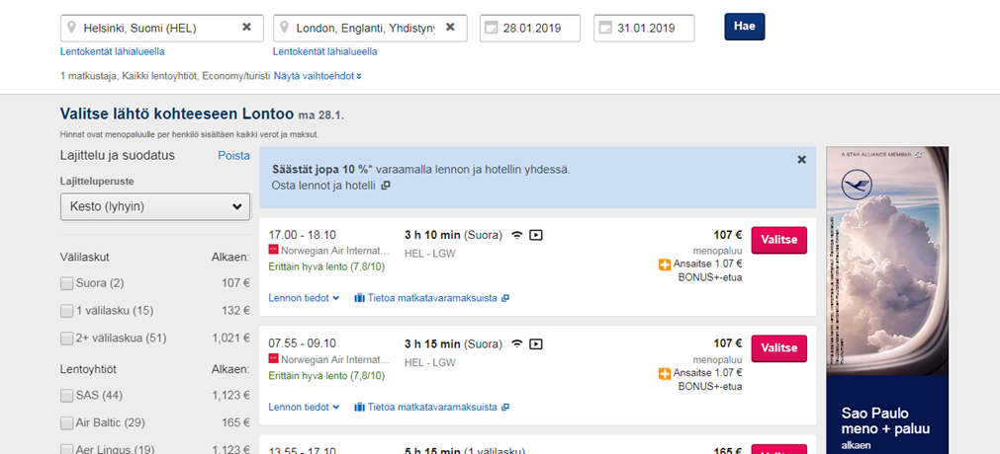 Helsinki, Suomi (HEL)
London, Englanti, Yhdisty
28.01.2019
31.01.2019
Hae
Lentokentät lähialueella
Lentokentät lähialueella
1 matkustaja, Kaikki lentoyhtiöt, Economy/turisti Näytä vaihtoehdot
Valitse lähtö kohteeseen Lontoo ma 28.1.
Hinnat ovat menopaluulle per henkilö sisältäen kaikki verot ja maksut.
Lajittelu ja suodatus Poista
Lajitteluperuste
Kesto (lyhyin)
Välilaskut Alkaen:
Suora (2) 107 €
1 välilasku (15) 132 €
2+ välilaskua (51) 1,021 €
Lentoyhtiöt Alkaen:
SAS (44) 1,123 €
Air Baltic (29) 165 €
Aer Lingus (19) 1,123 €
Säästät jopa 10 %* varaamalla lennon ja hotellin yhdessä.
Osta lennot ja hotelli
17.00 - 18.10 3 h 10 min (Suora) 107 €
Valitse
Norwegian Air Internat... HEL - LGW menopaluu
Erittäin hyvä lento (7,8/10) Ansaitse 1.07 €
BONUS+-etua
Lennon tiedot Tietoa matkatavaramaksuista
07.55 - 09.10 3 h 15 min (Suora) 107 €
Valitse
Norwegian Air Internat... HEL - LGW menopaluu
Erittäin hyvä lento (7,8/10) Ansaitse 1.07 €
BONUS+-etua
Lennon tiedot Tietoa matkatavaramaksuista
13.55 - 17.10 5 h 15 min (1 välilasku) 165 €
Valitse
A STAR ALLIANCE MEMBER
Sao Paulo
meno + paluu
alkaen